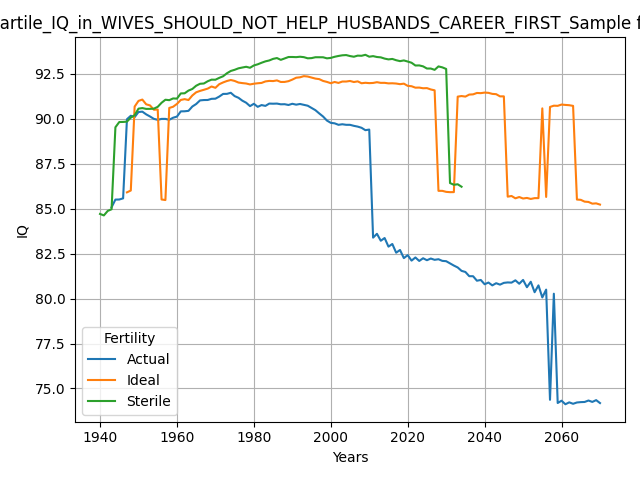 artile_IQ_in_WIVES_SHOULD_NOT_HELP_HUSBANDS_CAREER_FIRST_Sample f
92.5
90.0
87.5
85.0
82.5
80.0
77.5
75.0
IQ
Fertility
Actual
Ideal
Sterile
1940
1960
1980
2000
2020
2040
2060
Years